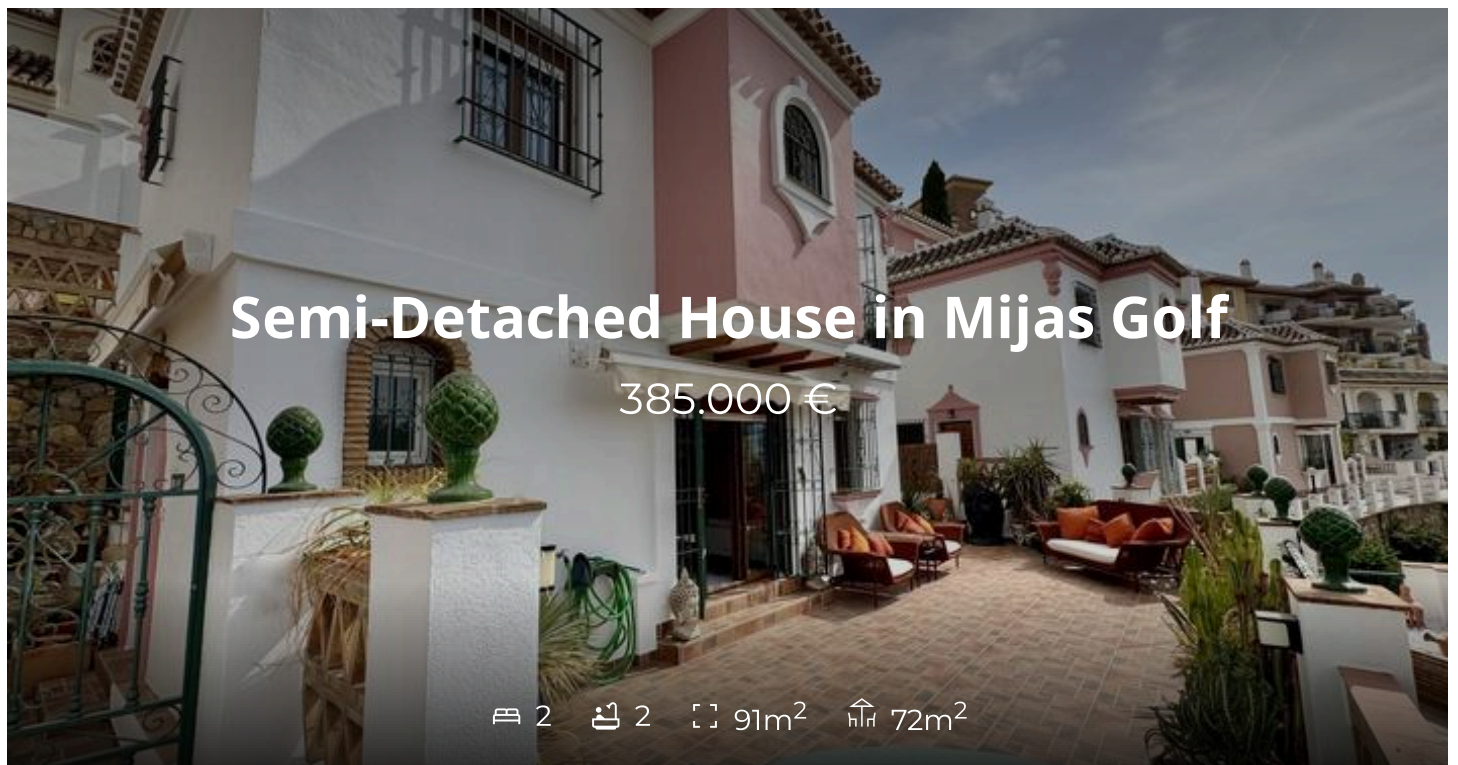 Semi-Detached House in Mijas Golf
385.000 €
2 2 91m² 72m²